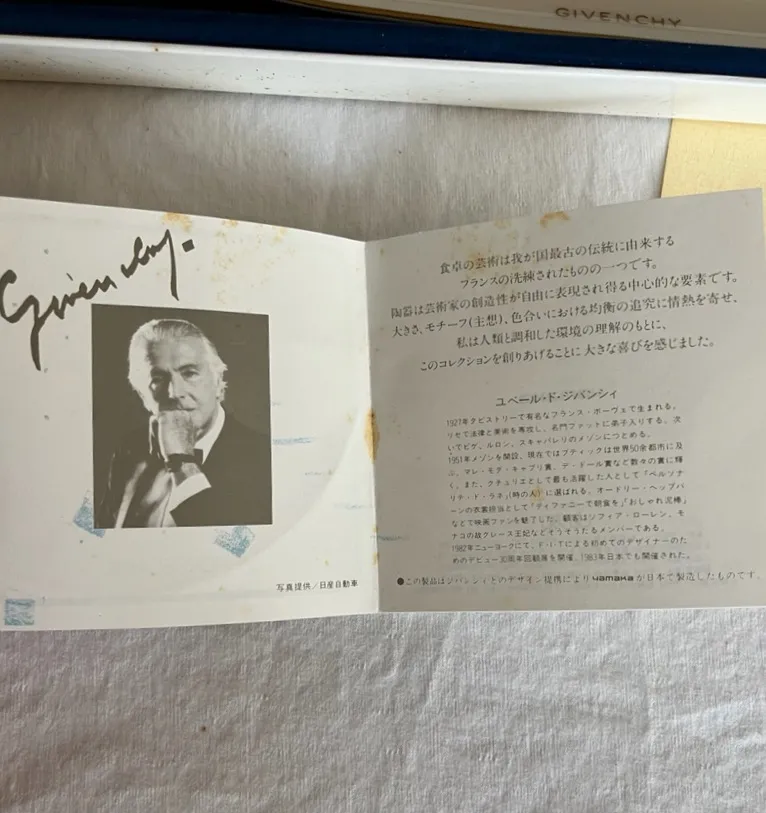 GIVENCHY
Givenchy.
写真提供/日産自動車
食卓の芸術は我が国最古の伝統に由来する
フランスの洗練されたものの一つです。
陶器は芸術家の創造性が自由に表現され得る中心的な要素です。
大きさ、モチーフ(主想)、色合いにおける均衡の追究に情熱を寄せ、
私は人類と調和した環境の理解のもとに、
このコレクションを創りあげることに大きな喜びを感じました。
ユベール・ド・ジバンシィ
1927年タピストリーで有名なフランス・ボーヴェで生まれる。
リセで法律と美術を専攻し、名門ファットに弟子入りする。次
いでピゲ、ルロン、スキャパレリのメゾンにつとめる。
1951年メゾンを開設、現在ではブティックは世界50余都市に及
ぶ。マレ・モグ・キャプリ賞、デ・ドール賞など数々の賞に輝
く。また、クチュリエとして最も活躍した人として「ペルソナ
リテ・ド・ラネ」(時の人)に選ばれる。オードリー・ヘップバ
ーンの衣裳担当として「ティファニーで朝食を」「おしゃれ泥棒」
などで映画ファンを魅了した。顧客はソフィア・ローレン、モ
ナコの故グレース王妃などそうそうたるメンバーである。
1982年ニューヨークにて、F・I・Tによる初めてのデザイナーのた
めのデビュー30周年回顧展を開催、1983年日本でも開催された。
●この製品はジバンシィとのデザイン提携によりyamakaが日本で製造したものです。